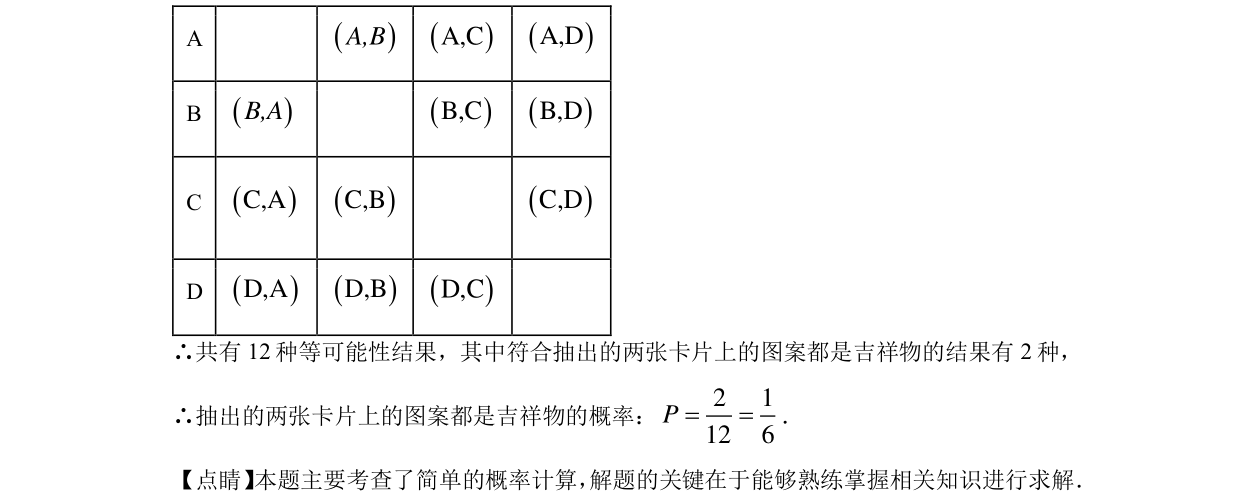 A (A,B) (A,C) (A,D)
B (B,A) (B,C) (B,D)
C (C,A) (C,B) (C,D)
D (D,A) (D,B) (D,C)
∴共有 12 种等可能性结果，其中符合抽出的两张卡片上的图案都是吉祥物的结果有 2 种，
∴抽出的两张卡片上的图案都是吉祥物的概率：P = 2/12 = 1/6 .
【点睛】本题主要考查了简单的概率计算，解题的关键在于能够熟练掌握相关知识进行求解．